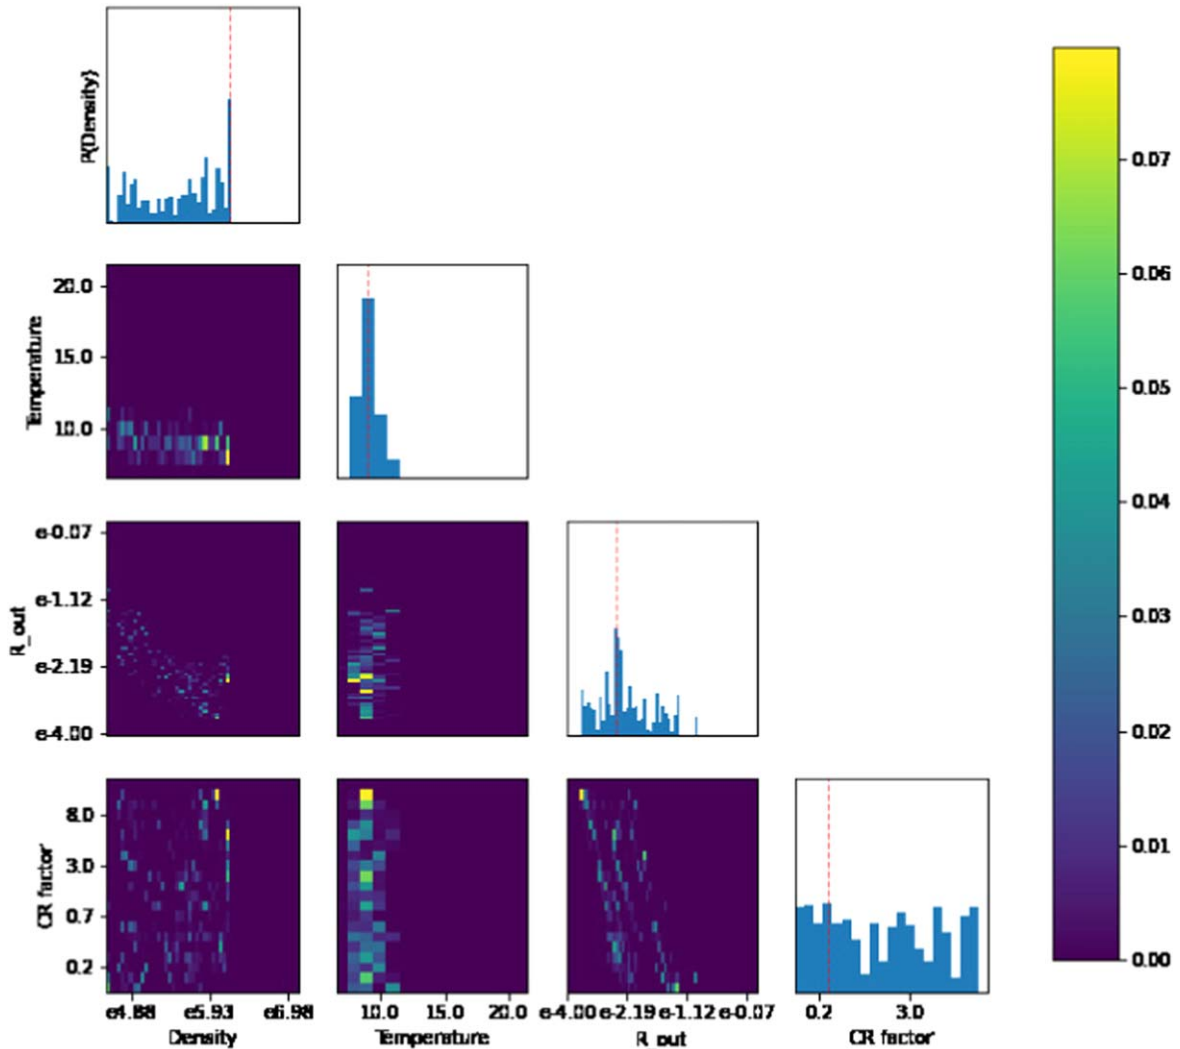 P(Density)
0.07
0.06
0.05
0.04
0.03
0.02
0.01
0.00
20.0
15.0
10.0
Temperature
e-0.07
e-1.12
e-2.19
e-4.00
R_out
8.0
3.0
0.7
0.2
CR factor
e4.88 e5.93 e6.98
Density
10.0 15.0 20.0
Temperature
e-4.00 e-2.19 e-1.12 e-0.07
R_out
0.2 3.0
CR factor